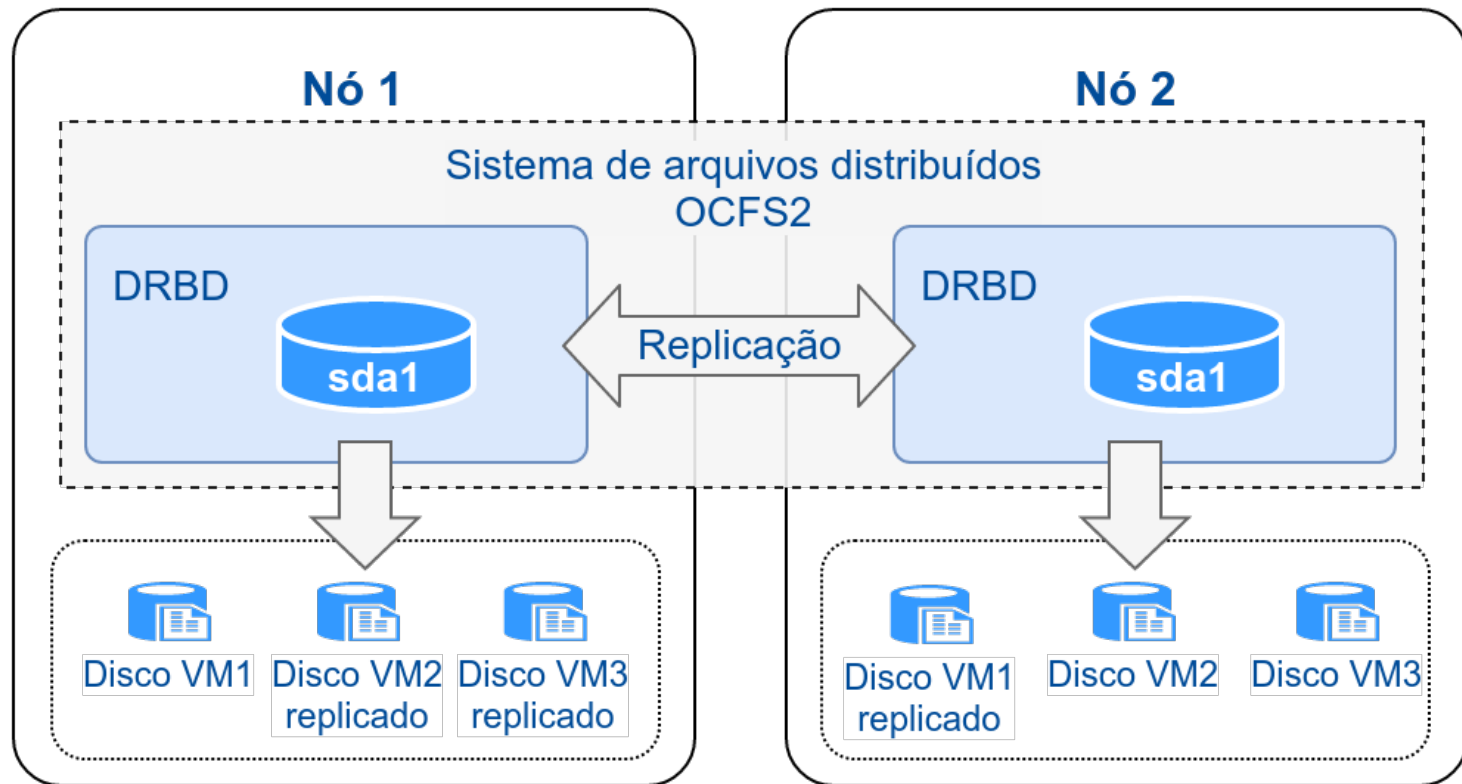 Nó 1
Nó 2
Sistema de arquivos distribuídos
OCFS2
DRBD
DRBD
sda1
Replicação
sda1
Disco VM1
Disco VM2
replicado
Disco VM3
replicado
Disco VM1
replicado
Disco VM2
Disco VM3